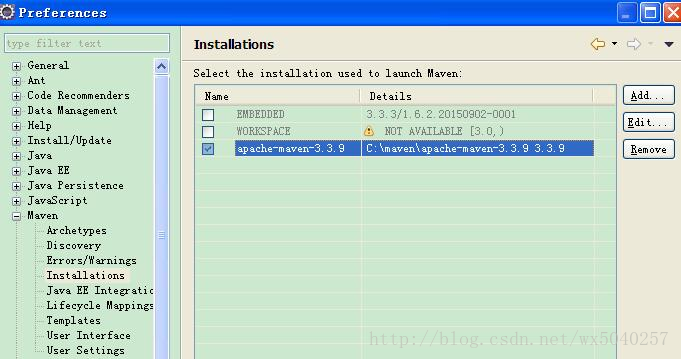 Preferences
type filter text
General
Ant
Code Recommenders
Data Management
Help
Install/Update
Java
Java EE
Java Persistence
JavaScript
Maven
Archetypes
Discovery
Errors/Warnings
Installations
Java EE Integratio
Lifecycle Mappings
Templates
User Interface
User Settings
Installations
Select the installation used to launch Maven:
Name Details
EMBEDDED 3.3.3/1.6.2.20150902-0001
WORKSPACE NOT AVAILABLE [3.0,)
apache-maven-3.3.9 C:\maven\apache-maven-3.3.9 3.3.9
Add...
Edit...
Remove
http://blog.csdn.net/wx5040257